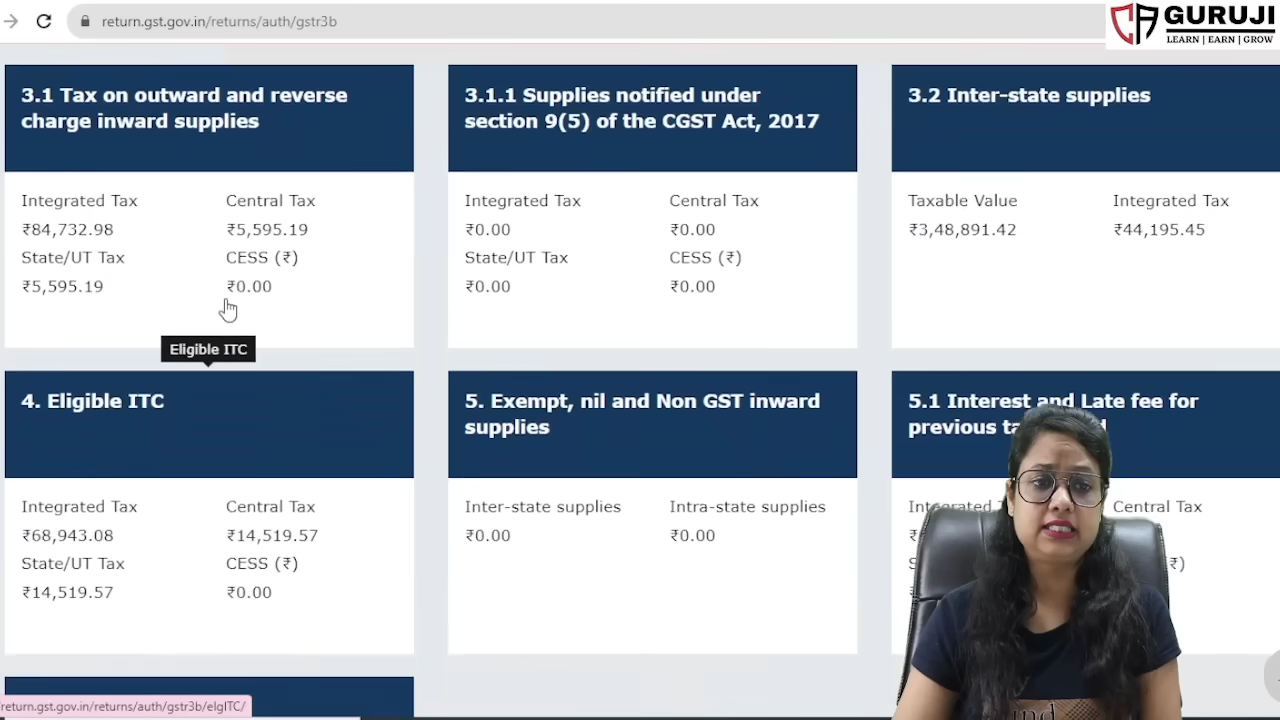 return.gst.gov.in/returns/auth/gstr3b
CA GURUJI
LEARN | EARN | GROW
3.1 Tax on outward and reverse
charge inward supplies
Integrated Tax
Central Tax
₹84,732.98
₹5,595.19
State/UT Tax
CESS (₹)
₹5,595.19
₹0.00
3.1.1 Supplies notified under
section 9(5) of the CGST Act, 2017
Integrated Tax
Central Tax
₹0.00
₹0.00
State/UT Tax
CESS (₹)
₹0.00
₹0.00
3.2 Inter-state supplies
Taxable Value
Integrated Tax
₹3,48,891.42
₹44,195.45
Eligible ITC
4. Eligible ITC
Integrated Tax
Central Tax
₹68,943.08
₹14,519.57
State/UT Tax
CESS (₹)
₹14,519.57
₹0.00
5. Exempt, nil and Non GST inward
supplies
Inter-state supplies
Intra-state supplies
₹0.00
₹0.00
5.1 Interest and Late fee for
previous
Integrated
Central Tax
return.gst.gov.in/returns/auth/gstr3b/elgITC/